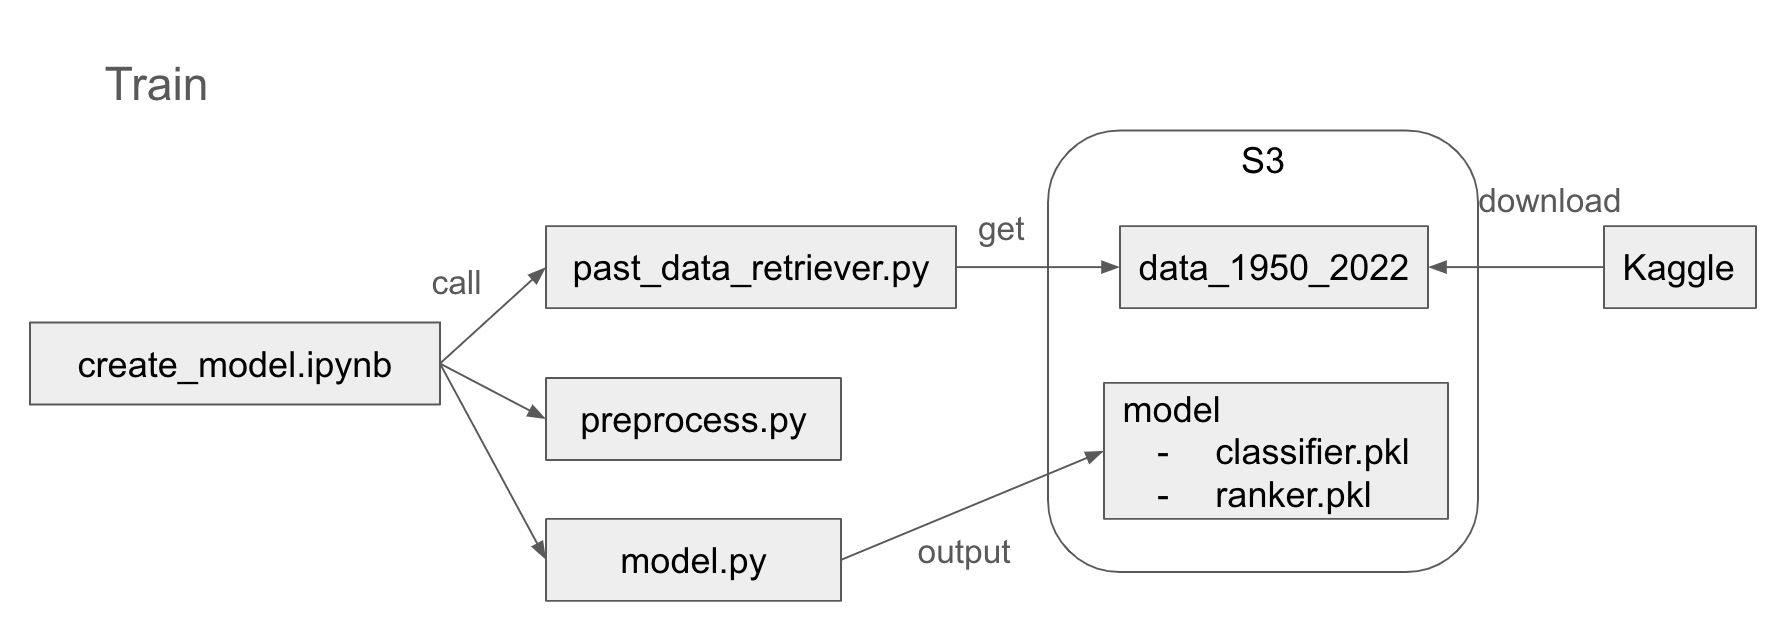 Train
S3
download
get
past_data_retriever.py
data_1950_2022
Kaggle
call
create_model.ipynb
preprocess.py
model
- classifier.pkl
- ranker.pkl
model.py
output